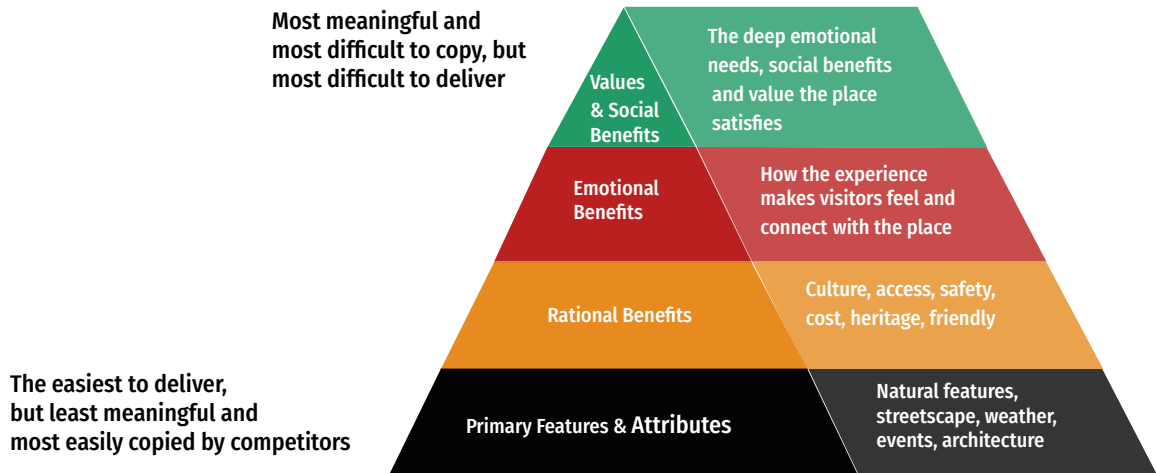 Most meaningful and
most difficult to copy, but
most difficult to deliver
Values
& Social
Benefits
The deep emotional
needs, social benefits
and value the place
satisfies
Emotional
Benefits
How the experience
makes visitors feel and
connect with the place
Rational Benefits
Culture, access, safety,
cost, heritage, friendly
The easiest to deliver,
but least meaningful and
most easily copied by competitors
Primary Features & Attributes
Natural features,
streetscape, weather,
events, architecture